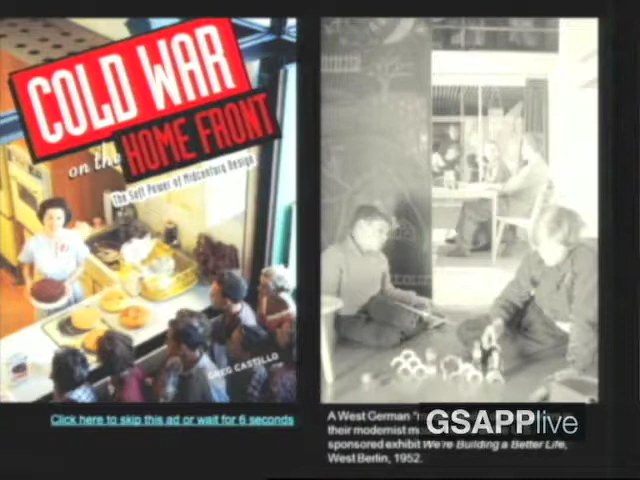 COLD WAR
on the HOME FRONT
The Soft Power of Midcentury Design
GREG CASTILLO
Click here to skip this ad or wait for 6 seconds
A West German
their modernist
sponsored exhibit We're Building a Better Life,
West Berlin, 1952.
GSAPPlive